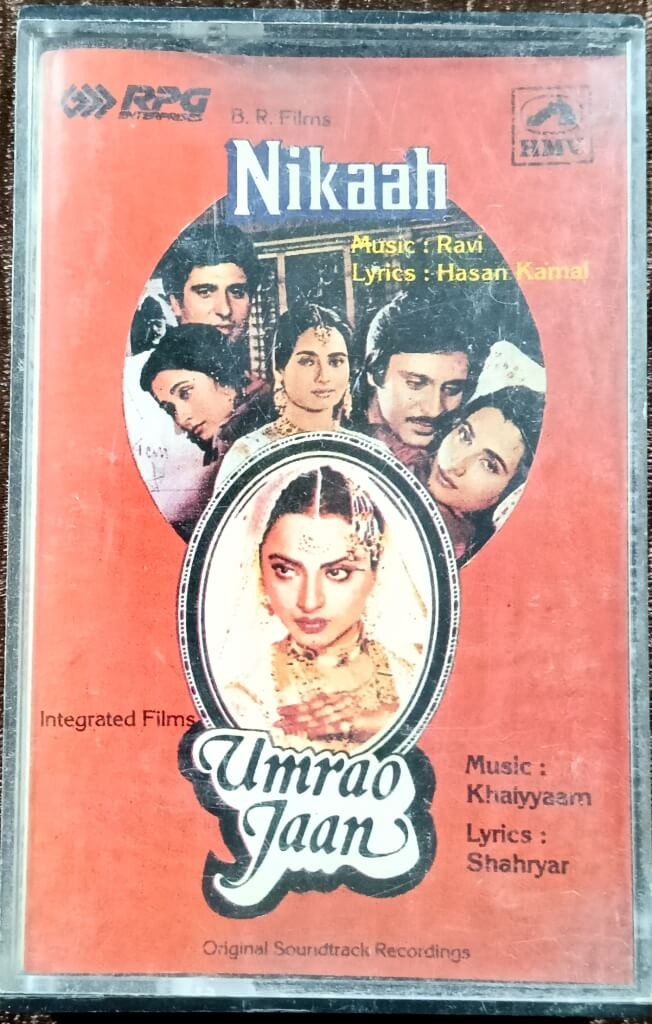 RPG
ENTERPRISES
B. R. Films
HMV
Nikaah
Music : Ravi
Lyrics : Hasan Kamal
Integrated Films
Umrao
Jaan
Music :
Khaiyyaam
Lyrics :
Shahryar
Original Soundtrack Recordings